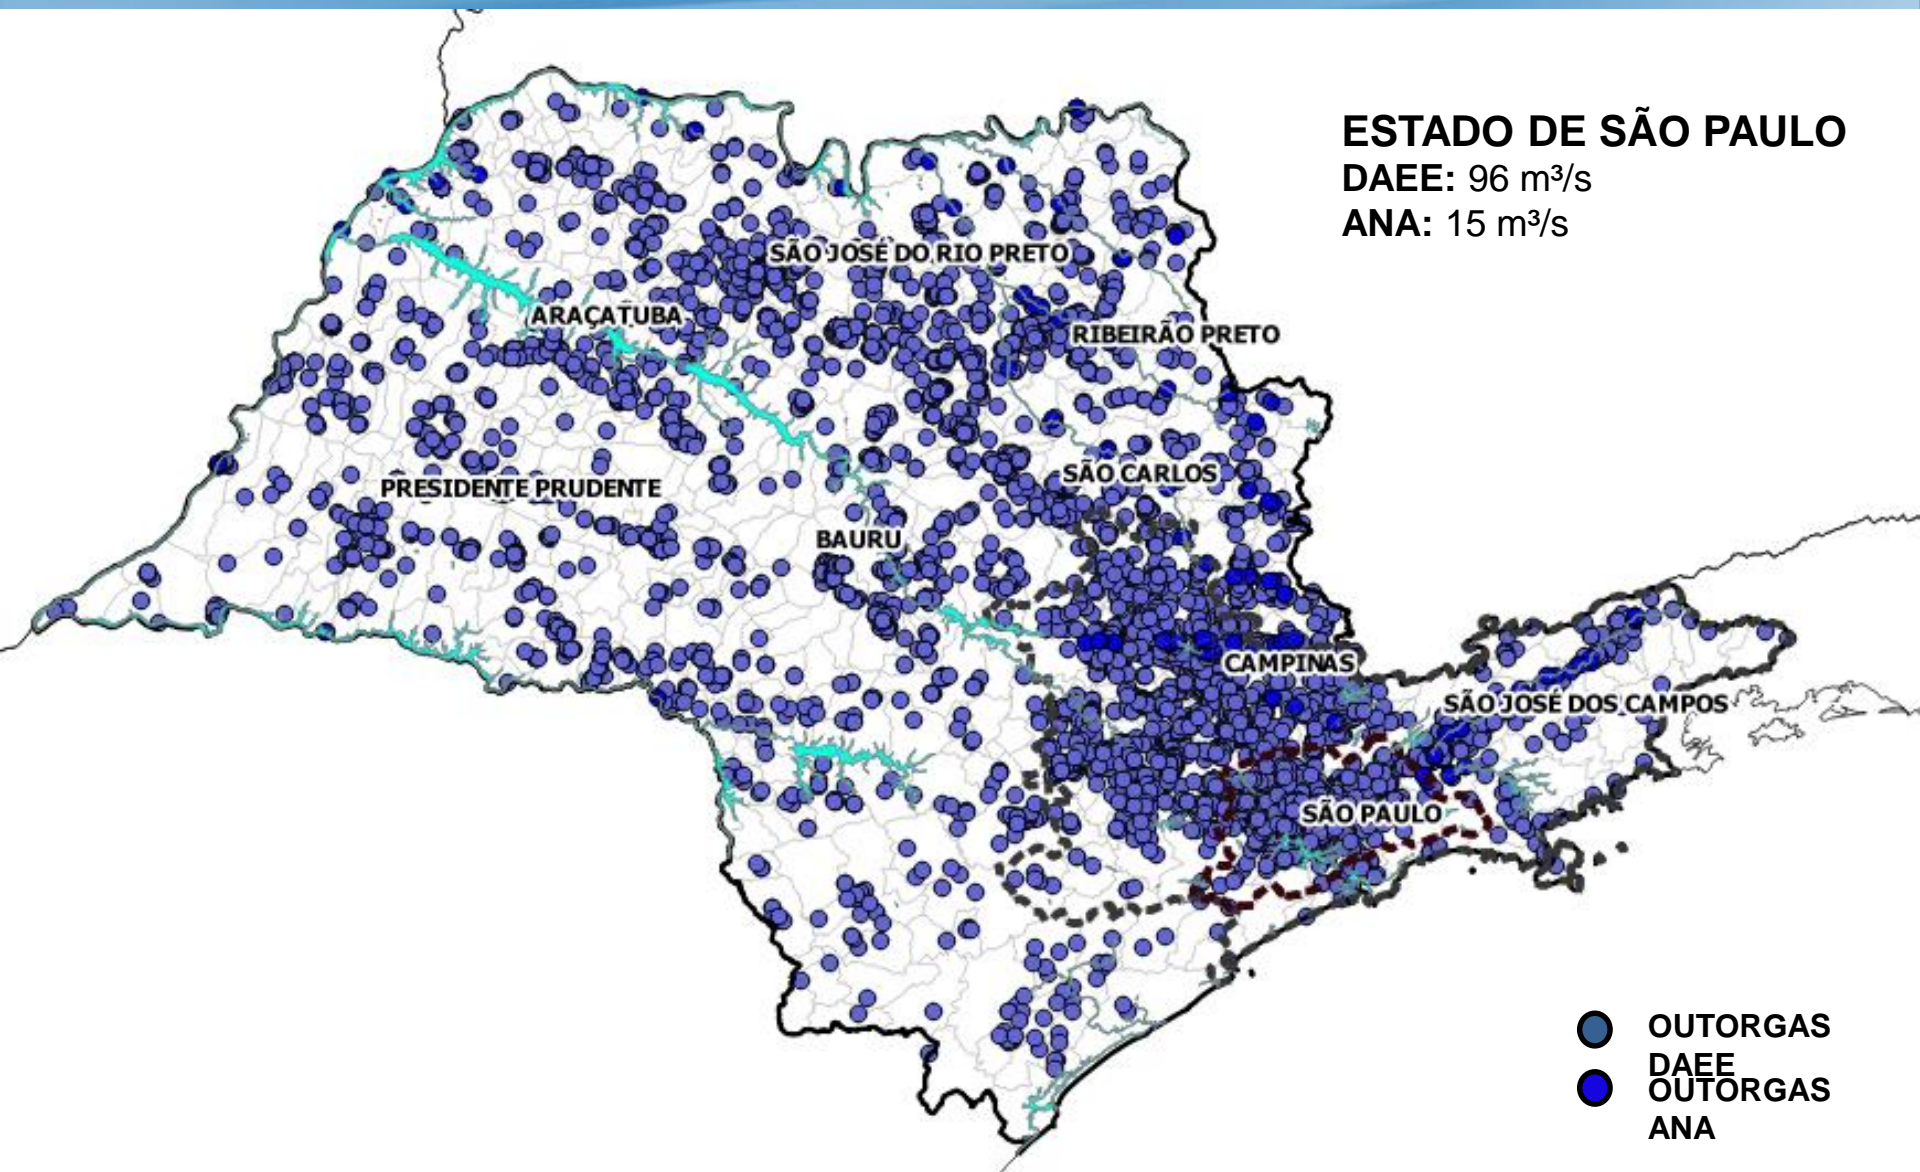 ESTADO DE SÃO PAULO
DAEE: 96 m³/s
ANA: 15 m³/s
SÃO JOSÉ DO RIO PRETO
ARAÇATUBA
RIBEIRÃO PRETO
SÃO CARLOS
PRESIDENTE PRUDENTE
BAURU
CAMPINAS
SÃO JOSÉ DOS CAMPOS
SÃO PAULO
OUTORGAS
DAEE
OUTORGAS
ANA